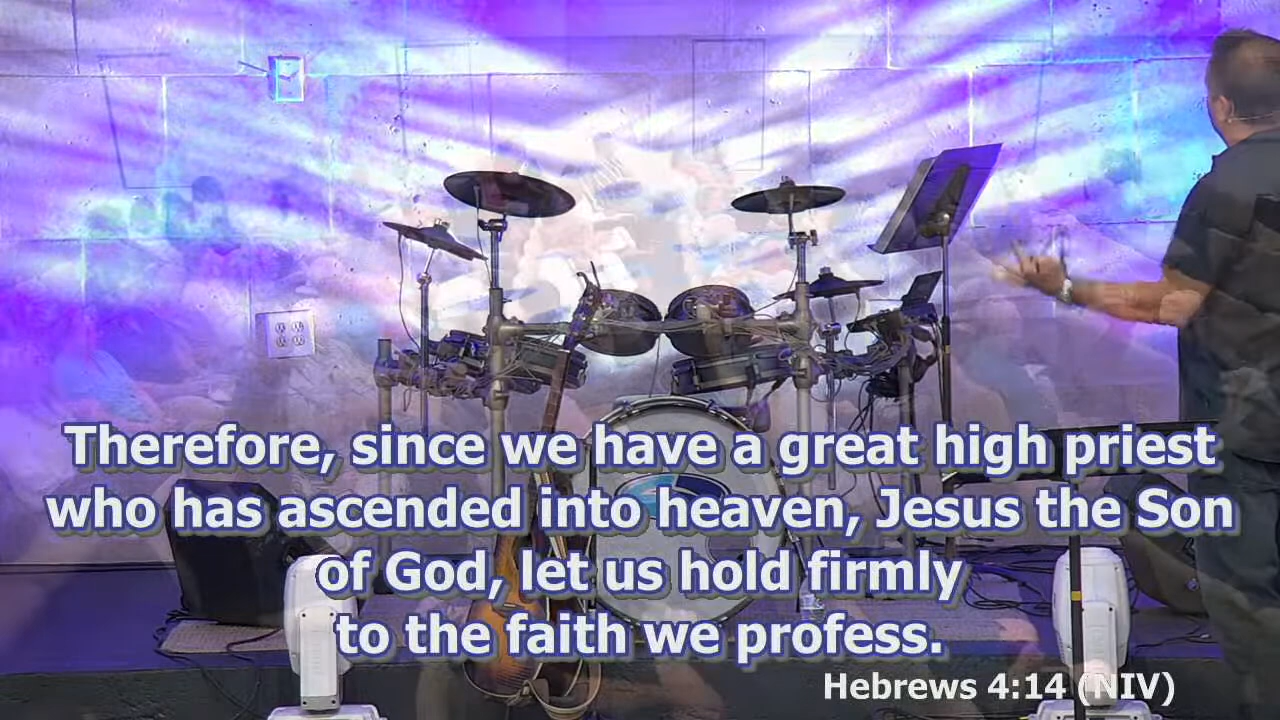 Therefore, since we have a great high priest
who has ascended into heaven, Jesus the Son
of God, let us hold firmly
to the faith we profess.
Hebrews 4:14 (NIV)